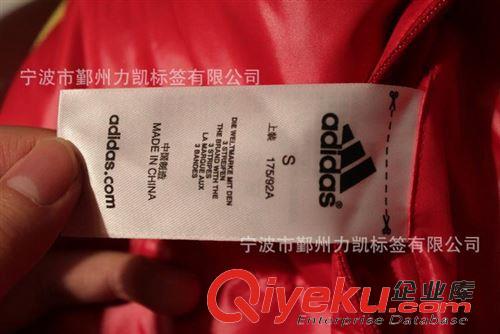 宁波市鄞州力凯标签有限公司
adidas®
上装
S
175/92A
DIE WELTMARKE MIT DEN
3 STREIFEN
THE BRAND WITH THE
3 STRIPES
LA MARQUE AUX
3 BANDES
中国制造
MADE IN CHINA
adidas.com
宁波市鄞州力凯标签有限公司
Qiyeku.com 企业库
Enterprise Database